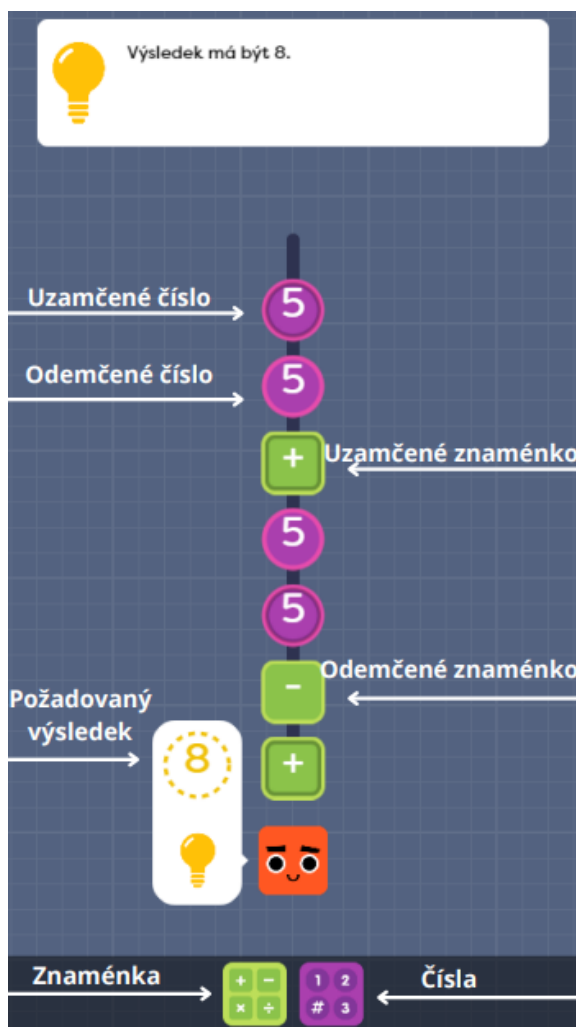 Výsledek má být 8.
5
Uzamčené číslo
5
Odemčené číslo
+
Uzamčené znaménko
5
5
-
Odemčené znaménko
Požadovaný
výsledek
8
+
Znaménka
+ -
× ÷
1 2
# 3
Čísla